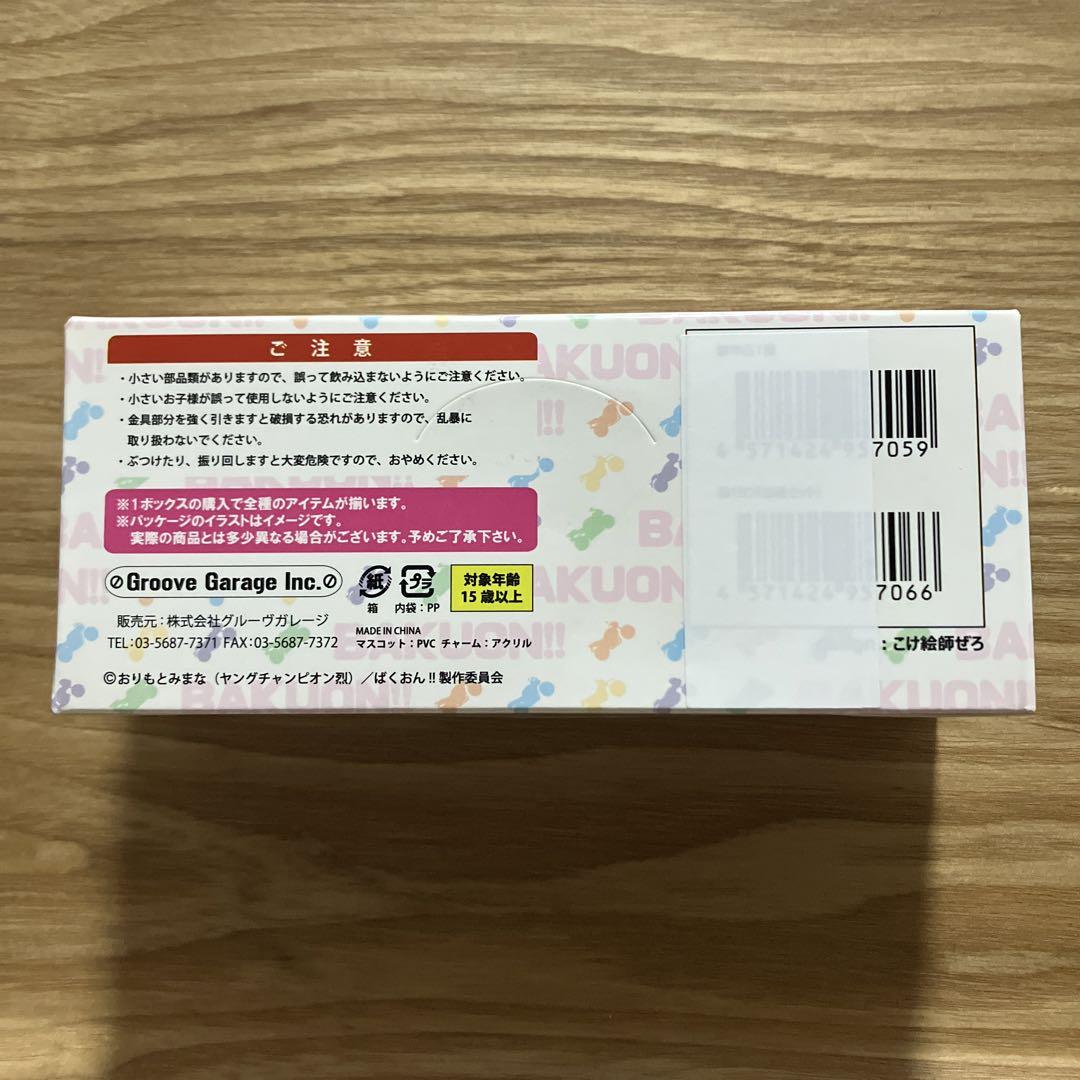 ご注意
・小さい部品類がありますので、誤って飲み込まないようにご注意ください。
・小さいお子様が誤って使用しないようにご注意ください。
・金具部分を強く引きますと破損する恐れがありますので、乱暴に
取り扱わないでください。
・ぶつけたり、振り回しますと大変危険ですので、おやめください。
※1ボックスの購入で全種のアイテムが揃います。
※パッケージのイラストはイメージです。
実際の商品とは多少異なる場合がございます。予めご了承下さい。
Groove Garage Inc.
販売元：株式会社グルーヴガレージ
TEL：03-5687-7371 FAX：03-5687-7372
紙
箱
プラ
内袋：PP
対象年齢
15歳以上
MADE IN CHINA
マスコット：PVC チャーム：アクリル
©おりもとみまな（ヤングチャンピオン烈）／ばくおん!!製作委員会
4 571424 957059
4 571424 957066
：こけ絵師ぜろ
BAKUON!!